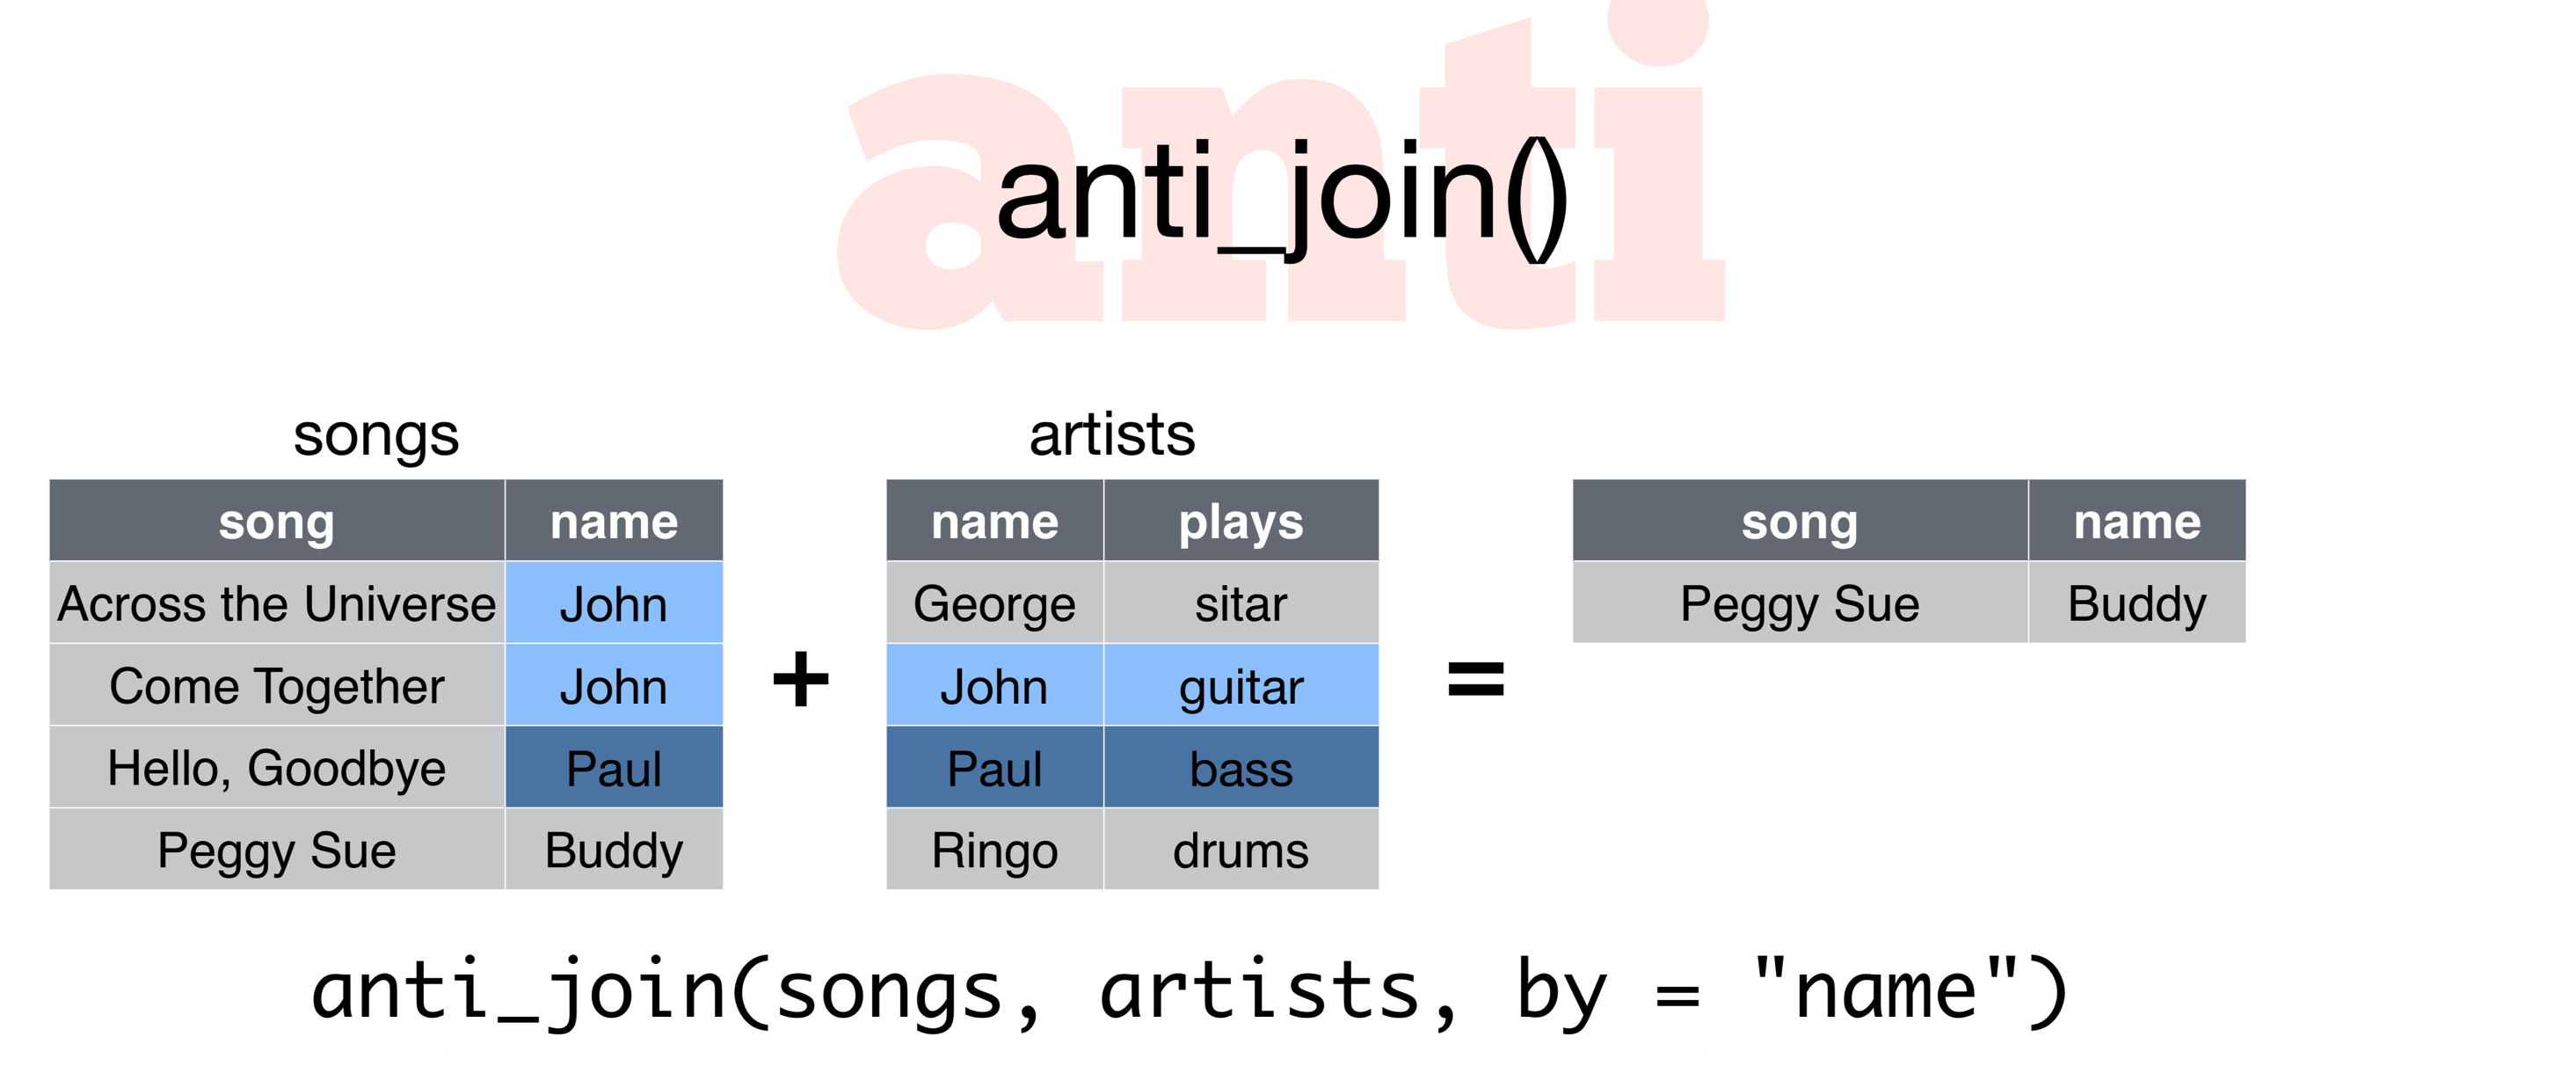 anti
anti_join()
songs
song name
Across the Universe John
Come Together John
Hello, Goodbye Paul
Peggy Sue Buddy
+
artists
name plays
George sitar
John guitar
Paul bass
Ringo drums
=
song name
Peggy Sue Buddy
anti_join(songs, artists, by = "name")